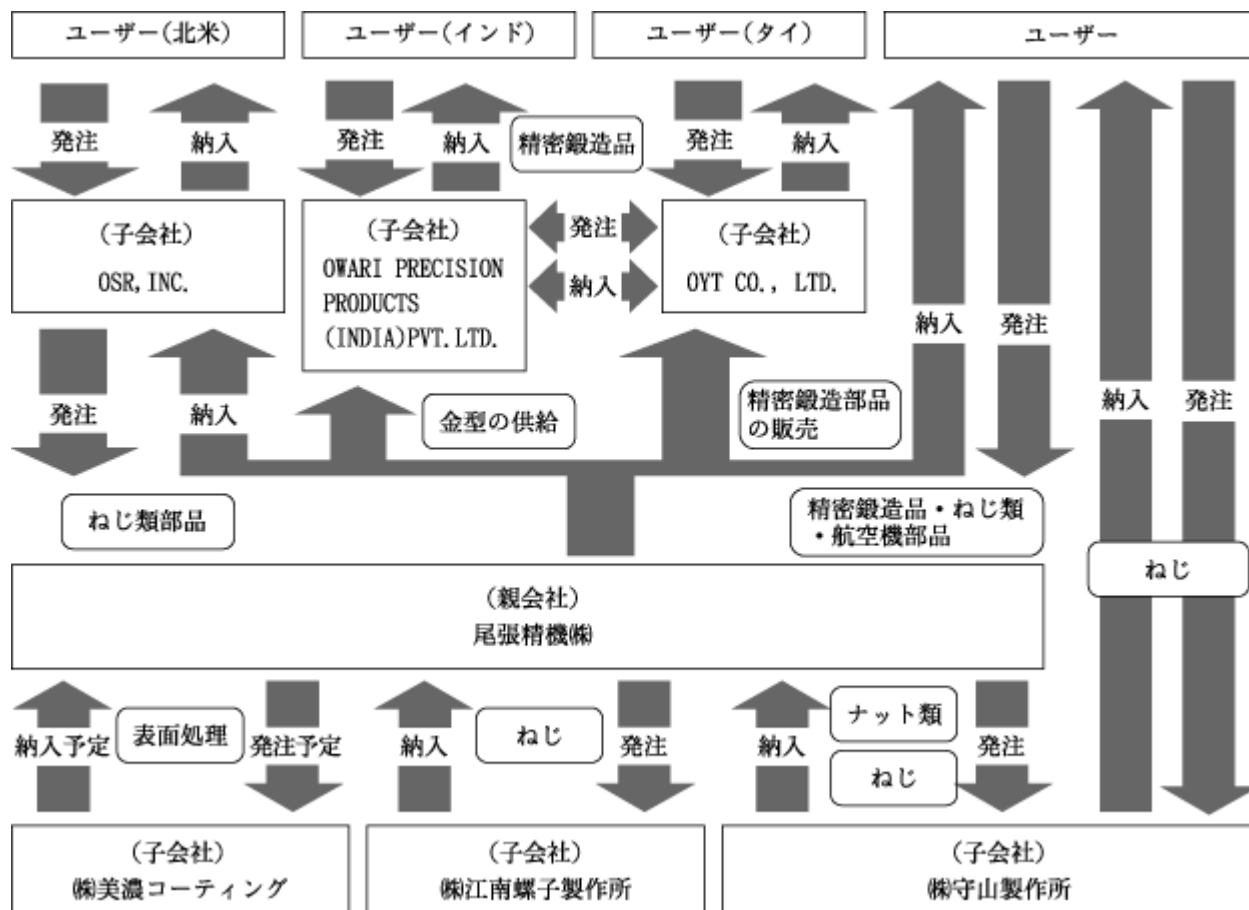 ユーザー(北米)
ユーザー(インド)
ユーザー(タイ)
ユーザー
発注
納入
発注
納入
精密鍛造品
発注
納入
(子会社)
OSR,INC.
(子会社)
OWARI PRECISION
PRODUCTS
(INDIA)PVT.LTD.
発注
納入
(子会社)
OYT CO., LTD.
納入
発注
発注
納入
金型の供給
精密鍛造部品
の販売
納入
発注
ねじ類部品
精密鍛造品・ねじ類
・航空機部品
ねじ
(親会社)
尾張精機㈱
納入予定
表面処理
発注予定
納入
ねじ
発注
納入
ナット類
ねじ
発注
(子会社)
㈱美濃コーティング
(子会社)
㈱江南螺子製作所
(子会社)
㈱守山製作所